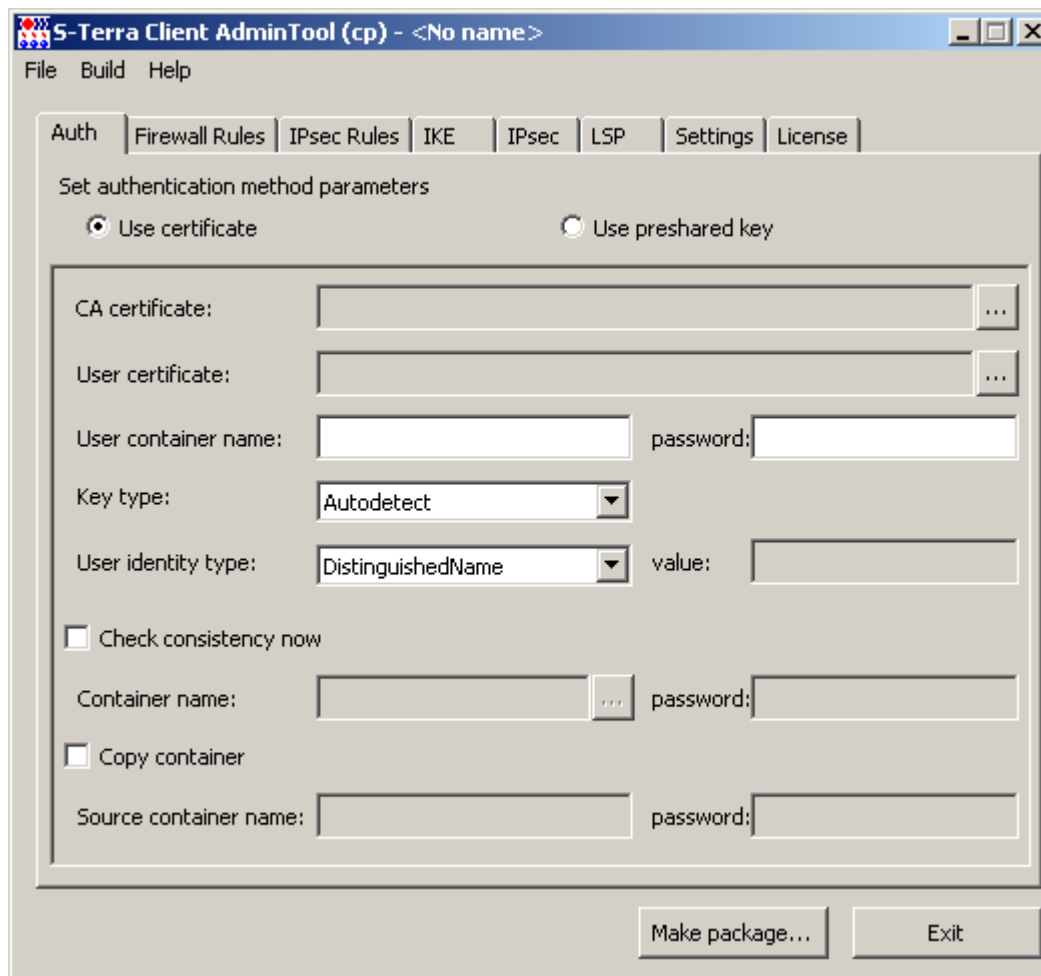 S-Terra Client AdminTool (cp) - <No name>
File Build Help
Auth Firewall Rules IPsec Rules IKE IPsec LSP Settings License
Set authentication method parameters
Use certificate Use preshared key
CA certificate: ...
User certificate: ...
User container name: password:
Key type: Autodetect
User identity type: DistinguishedName value:
Check consistency now
Container name: ... password:
Copy container
Source container name: password:
Make package... Exit